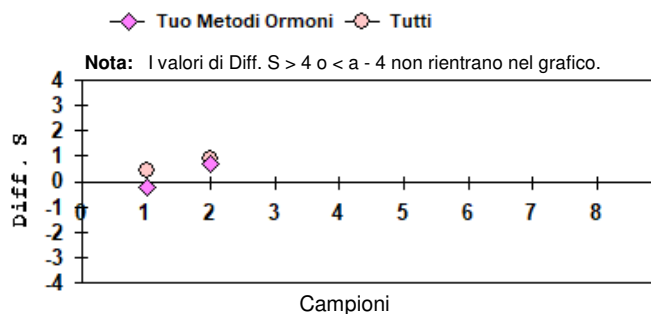 Tuo Metodi Ormoni Tutti
Nota: I valori di Diff. S > 4 o < a - 4 non rientrano nel grafico.
4
3
2
1
0
-1
-2
-3
-4
Diff. S
0 1 2 3 4 5 6 7 8
Campioni